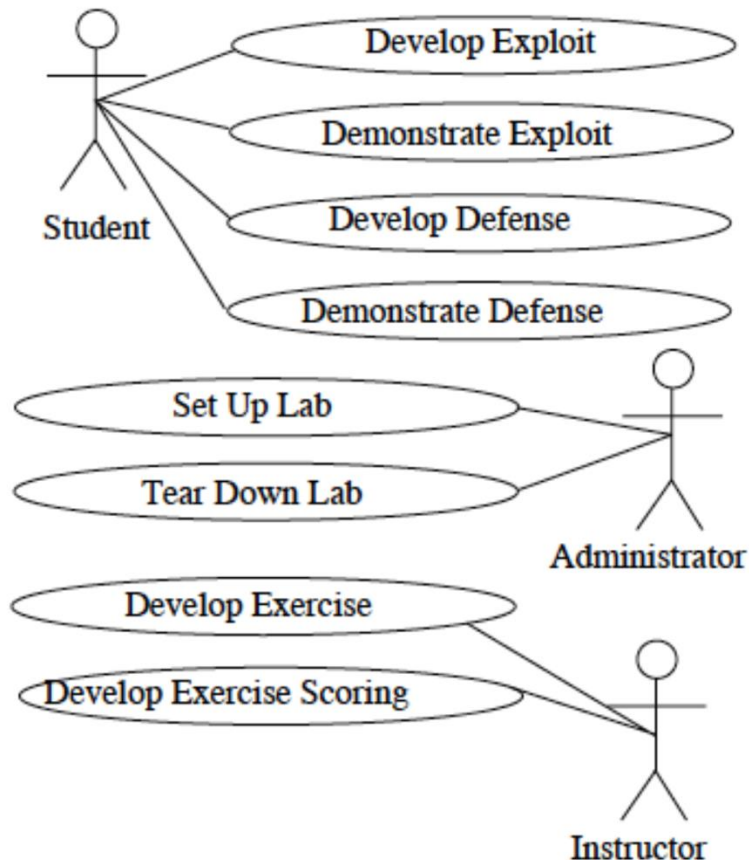 Develop Exploit
Demonstrate Exploit
Student
Develop Defense
Demonstrate Defense
Set Up Lab
Tear Down Lab
Administrator
Develop Exercise
Develop Exercise Scoring
Instructor